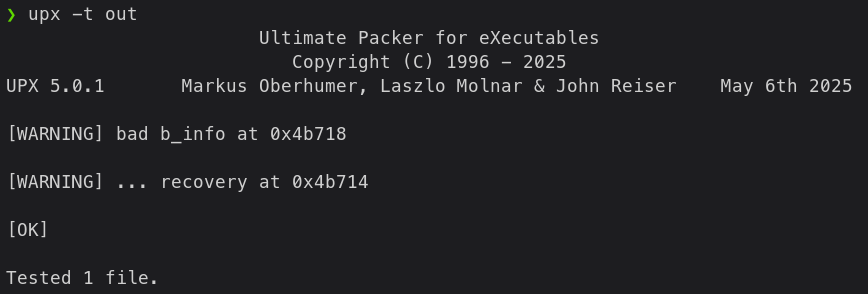 ❯ upx -t out
Ultimate Packer for eXecutables
Copyright (C) 1996 - 2025
UPX 5.0.1 Markus Oberhumer, Laszlo Molnar & John Reiser May 6th 2025
[WARNING] bad b_info at 0x4b718
[WARNING] ... recovery at 0x4b714
[OK]
Tested 1 file.